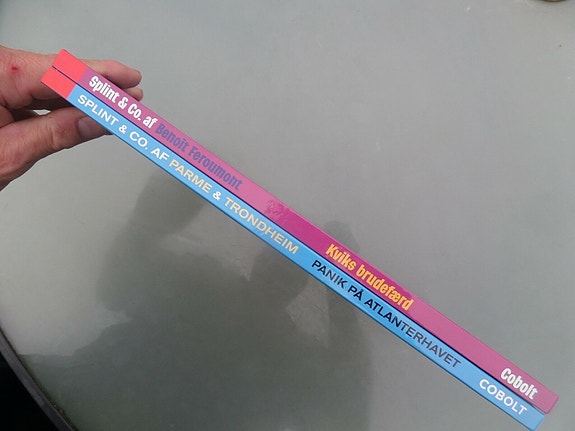 Splint & Co. af Benoît Feroumont Kviks brudefærd Cobolt
SPLINT & CO. AF PARME & TRONDHEIM PANIK PÅ ATLANTERHAVET COBOLT